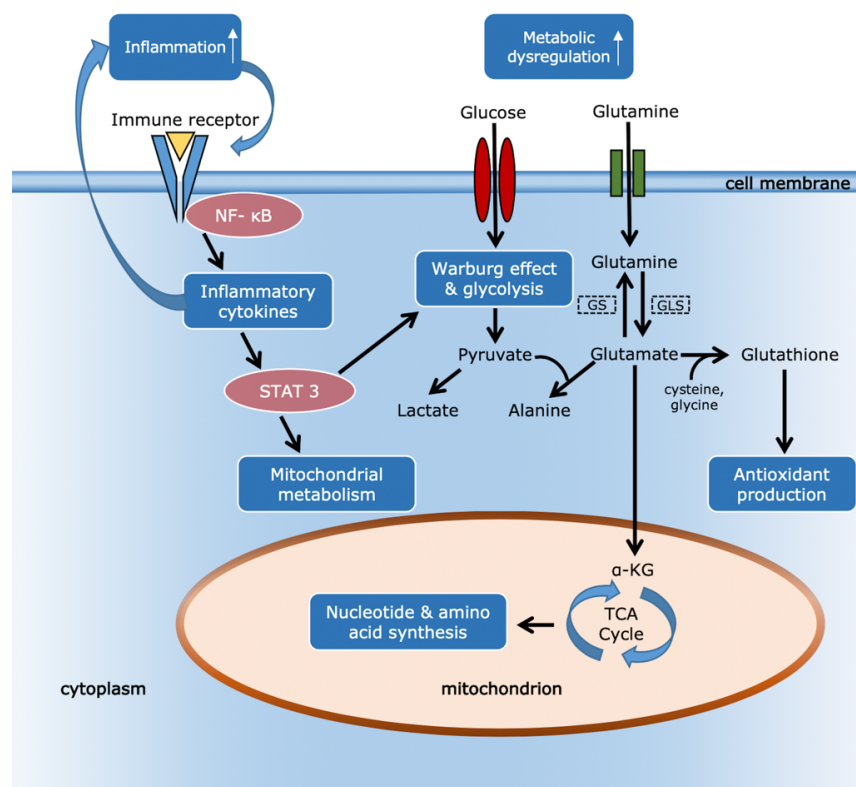 Inflammation
Metabolic
dysregulation
Immune receptor
Glucose
Glutamine
cell membrane
NF- κB
Inflammatory
cytokines
Warburg effect
& glycolysis
Glutamine
GS
GLS
STAT 3
Pyruvate
Glutamate
Glutathione
cysteine,
glycine
Lactate
Alanine
Mitochondrial
metabolism
Antioxidant
production
α-KG
TCA
Cycle
Nucleotide & amino
acid synthesis
cytoplasm
mitochondrion